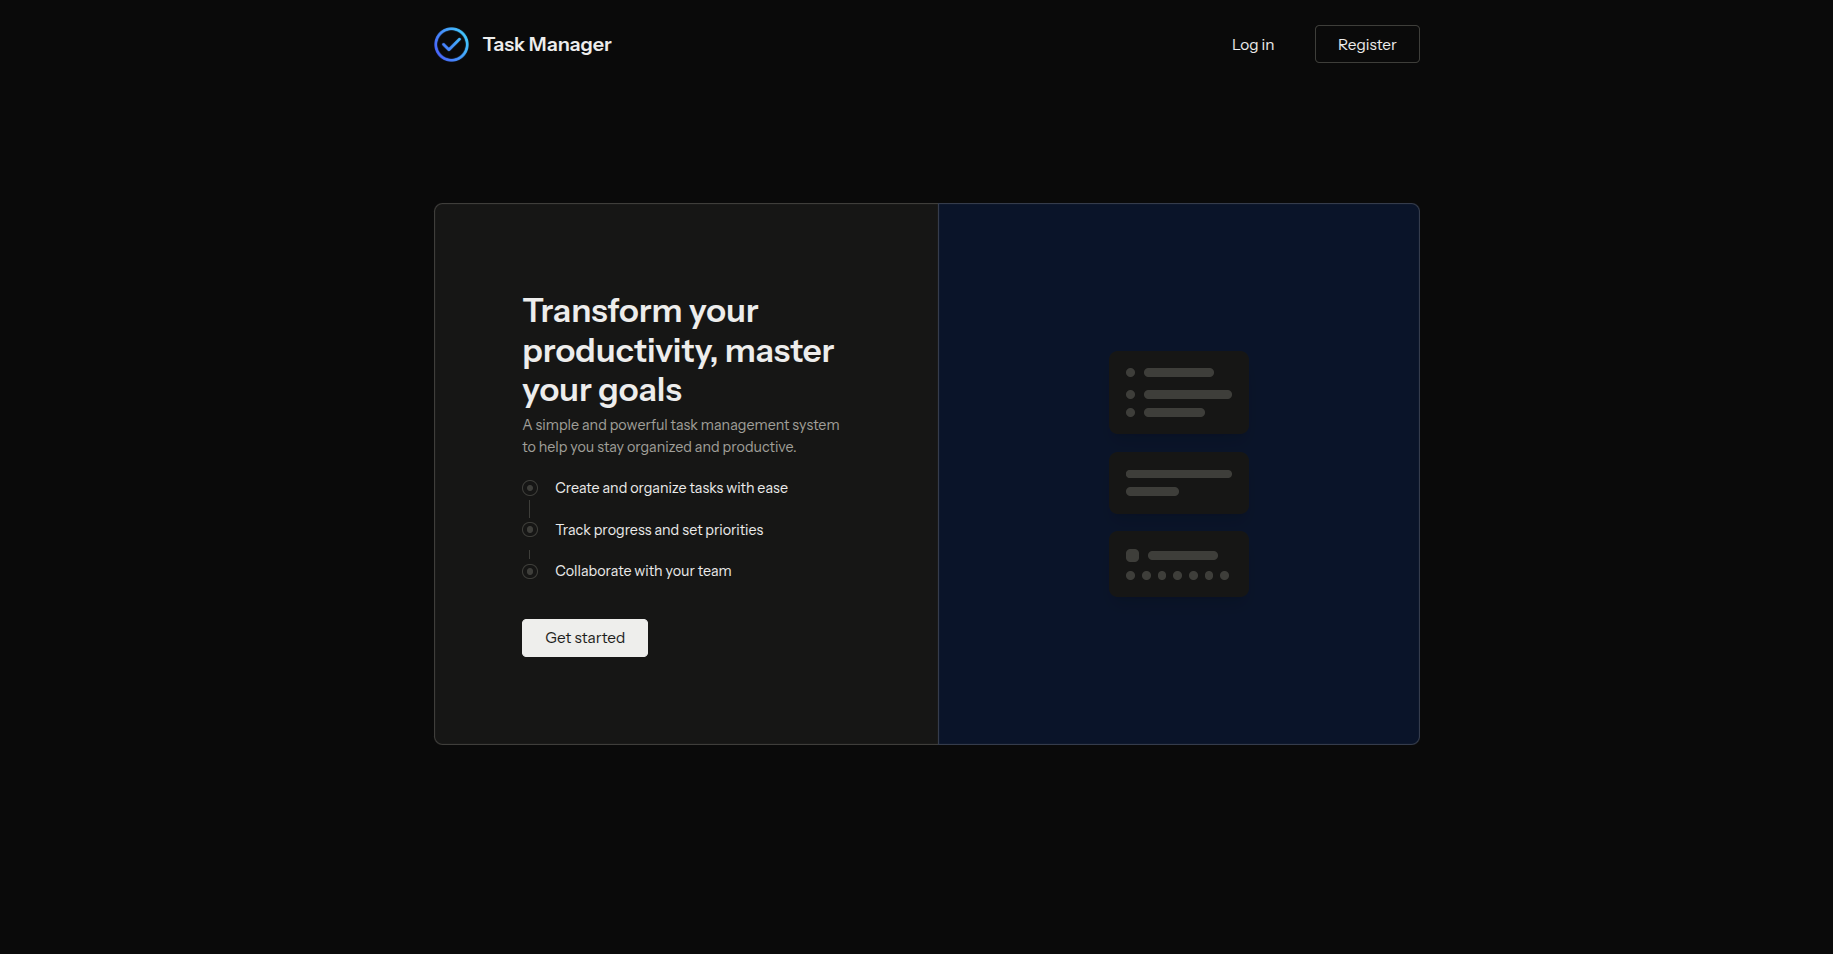 Task Manager
Log in
Register
Transform your
productivity, master
your goals
A simple and powerful task management system
to help you stay organized and productive.
Create and organize tasks with ease
Track progress and set priorities
Collaborate with your team
Get started